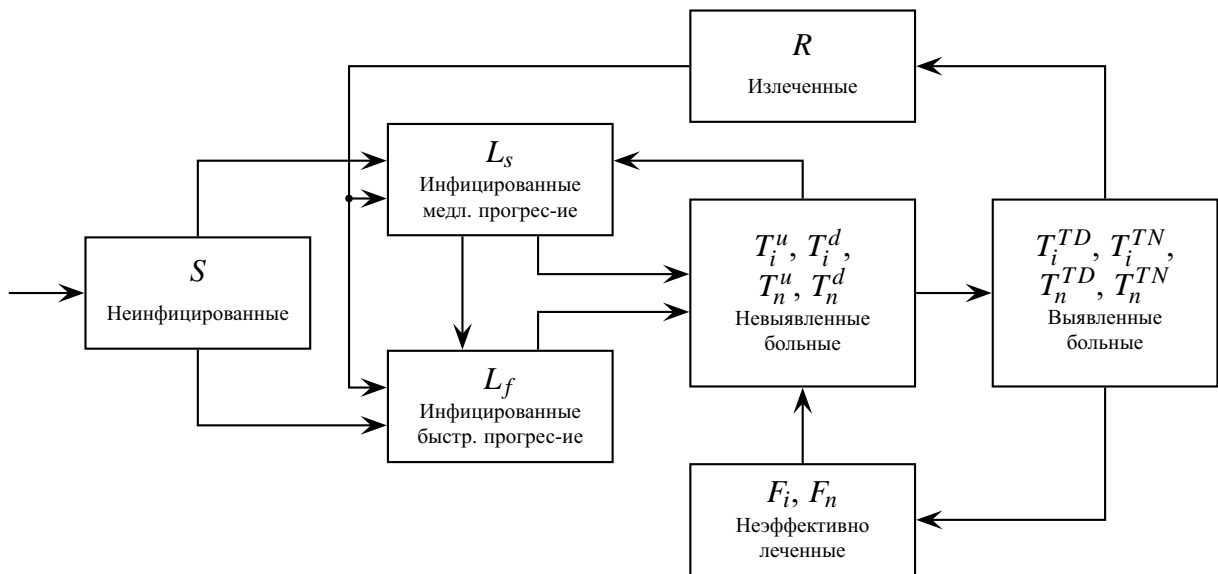 R
Излеченные
L_s
Инфицированные
медл. прогрес-ие
S
Неинфицированные
T_i^u, T_i^d,
T_n^u, T_n^d
Невыявленные
больные
T_i^{TD}, T_i^{TN},
T_n^{TD}, T_n^{TN}
Выявленные
больные
L_f
Инфицированные
быстр. прогрес-ие
F_i, F_n
Неэффективно
леченные